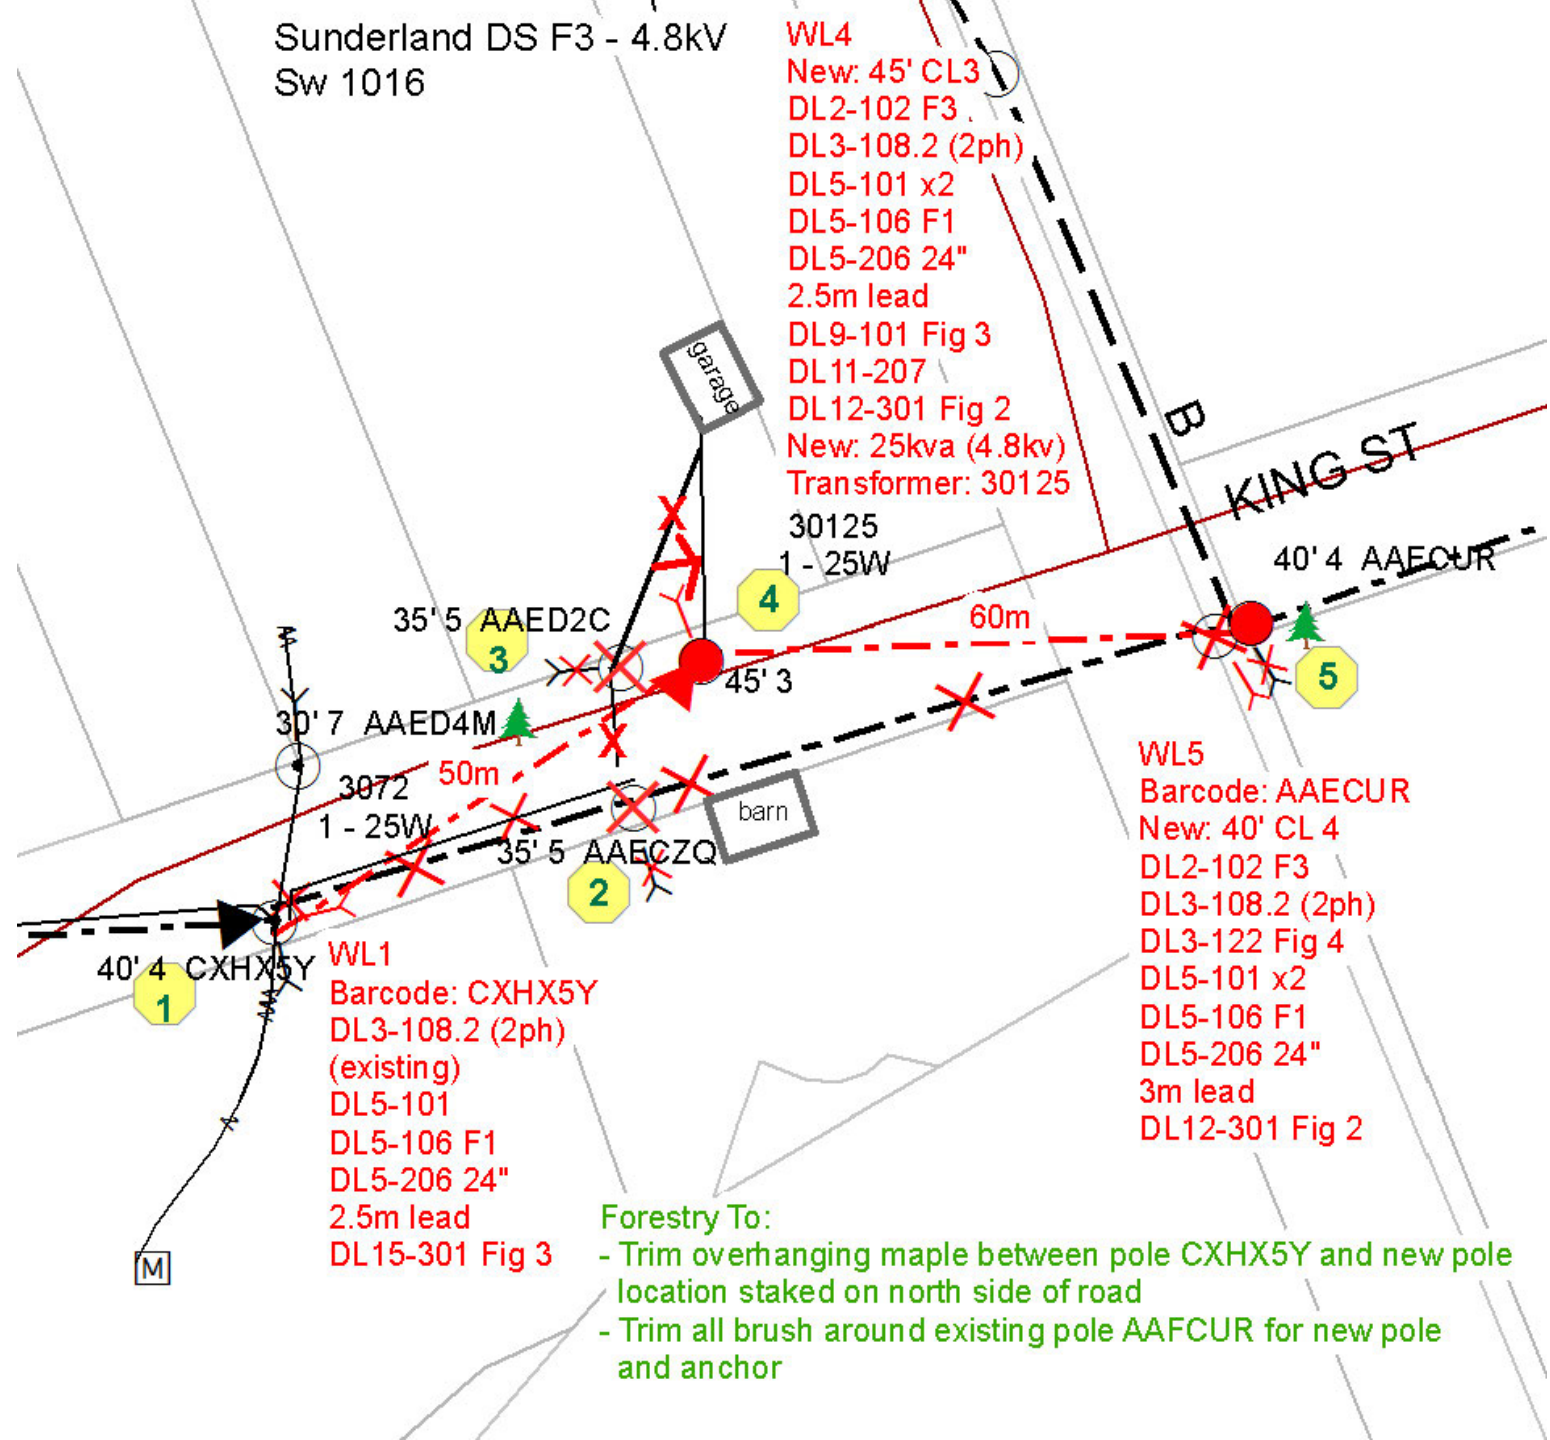 Sunderland DS F3 - 4.8kV
Sw 1016
WL4
New: 45' CL3
DL2-102 F3
DL3-108.2 (2ph)
DL5-101 x2
DL5-106 F1
DL5-206 24"
2.5m lead
DL9-101 Fig 3
DL11-207
DL12-301 Fig 2
New: 25kva (4.8kv)
Transformer: 30125
garage
B
KING ST
30125
1 - 25W
40' 4 AAECUR
4
60m
35' 5 AAED2C
3
45' 3
5
30' 7 AAED4M
50m
3072
1 - 25W
barn
35' 5 AAECZQ
2
40' 4 CXHX5Y
1
WL1
Barcode: CXHX5Y
DL3-108.2 (2ph)
(existing)
DL5-101
DL5-106 F1
DL5-206 24"
2.5m lead
DL15-301 Fig 3
WL5
Barcode: AAECUR
New: 40' CL 4
DL2-102 F3
DL3-108.2 (2ph)
DL3-122 Fig 4
DL5-101 x2
DL5-106 F1
DL5-206 24"
3m lead
DL12-301 Fig 2
M
Forestry To:
- Trim overhanging maple between pole CXHX5Y and new pole
location staked on north side of road
- Trim all brush around existing pole AAFCUR for new pole
and anchor